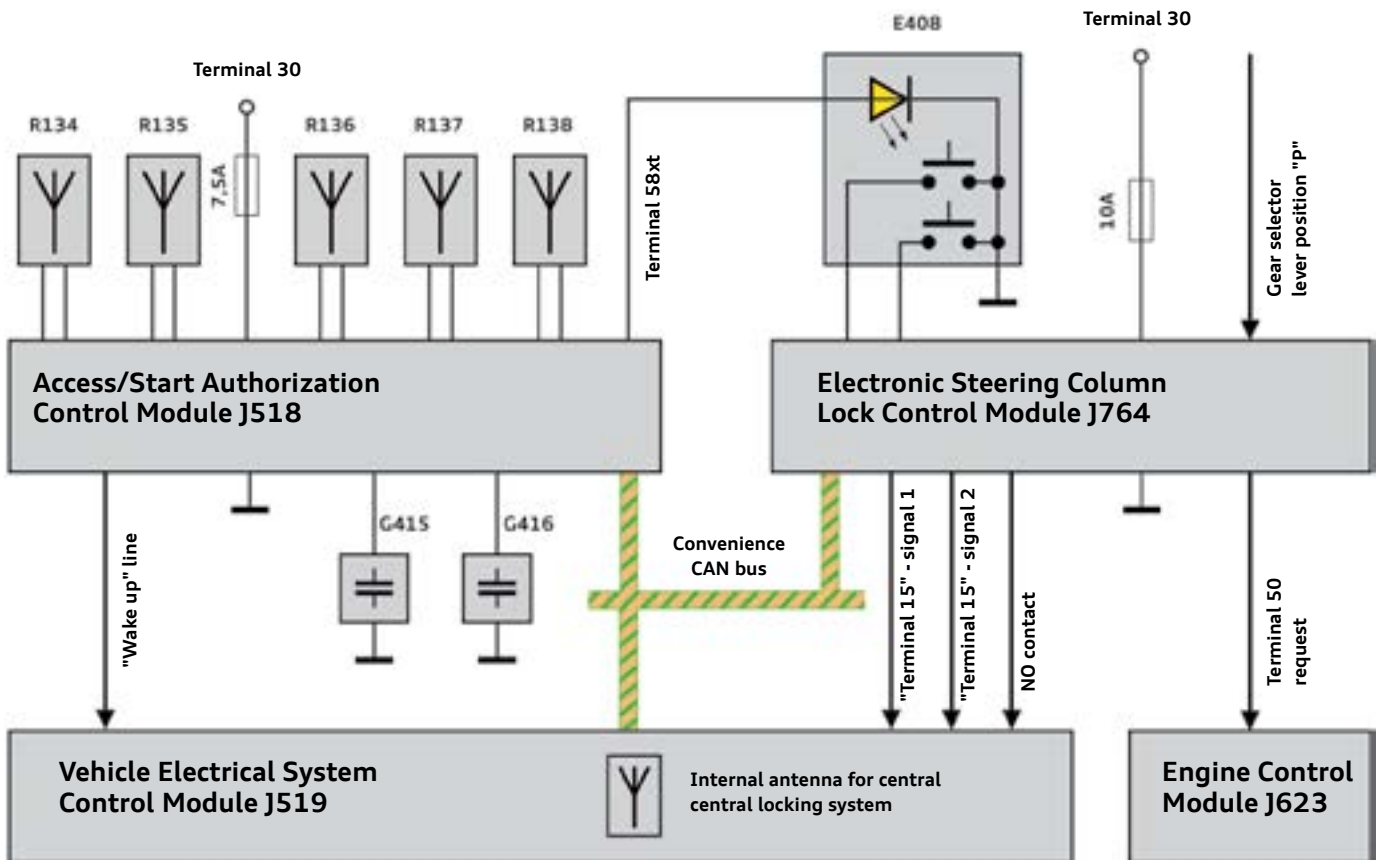 E408
Terminal 30
Terminal 30
R134
R135
R136
R137
R138
7,5A
Terminal 58xt
10A
Gear selector
lever position "P"
Access/Start Authorization
Control Module J518
Electronic Steering Column
Lock Control Module J764
"Wake up" line
G415
G416
Convenience
CAN bus
"Terminal 15" - signal 1
"Terminal 15" - signal 2
NO contact
Terminal 50
request
Vehicle Electrical System
Control Module J519
Internal antenna for central
central locking system
Engine Control
Module J623